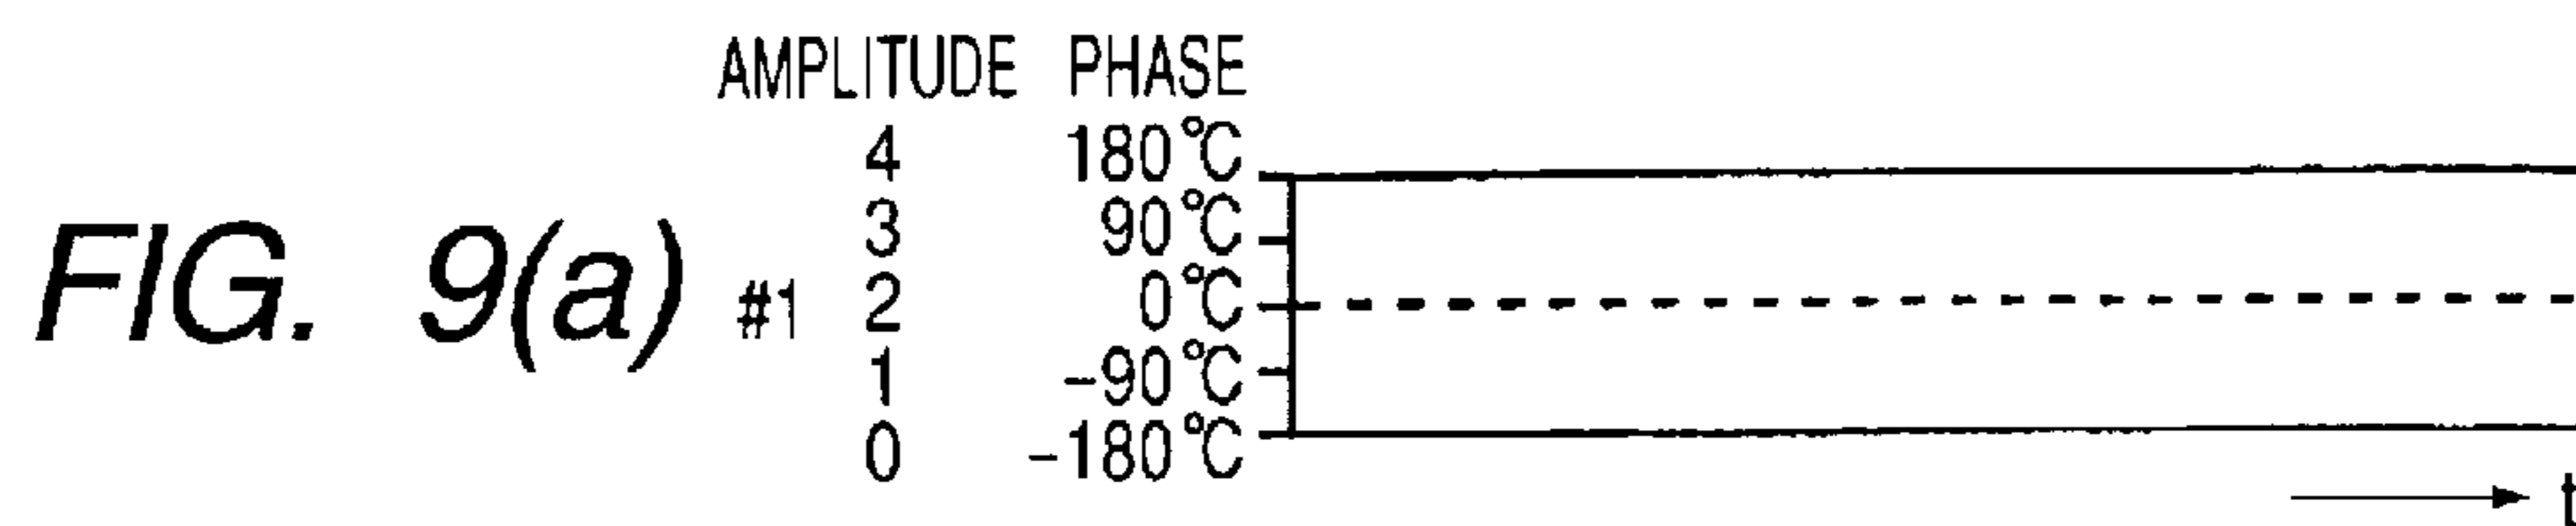 AMPLITUDE PHASE
4 180°C
3 90°C
FIG. 9(a) #1 2 0°C
1 -90°C
0 -180°C
t